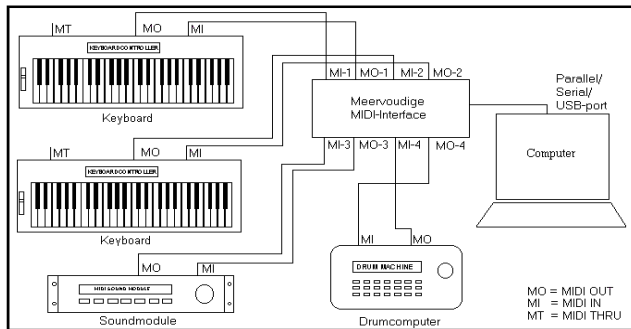 MT MO MI
KEYBOARDCONTROLLER
Keyboard
MI-1 MO-1 MI-2 MO-2
Meervoudige
MIDI-Interface
MI-3 MO-3 MI-4 MO-4
Parallel/
Serial/
USB-port
Computer
MT MO MI
KEYBOARDCONTROLLER
Keyboard
MO MI
MIDI SOUND MODULE
Soundmodule
MI MO
DRUM MACHINE
Drumcomputer
MO = MIDI OUT
MI = MIDI IN
MT = MIDI THRU